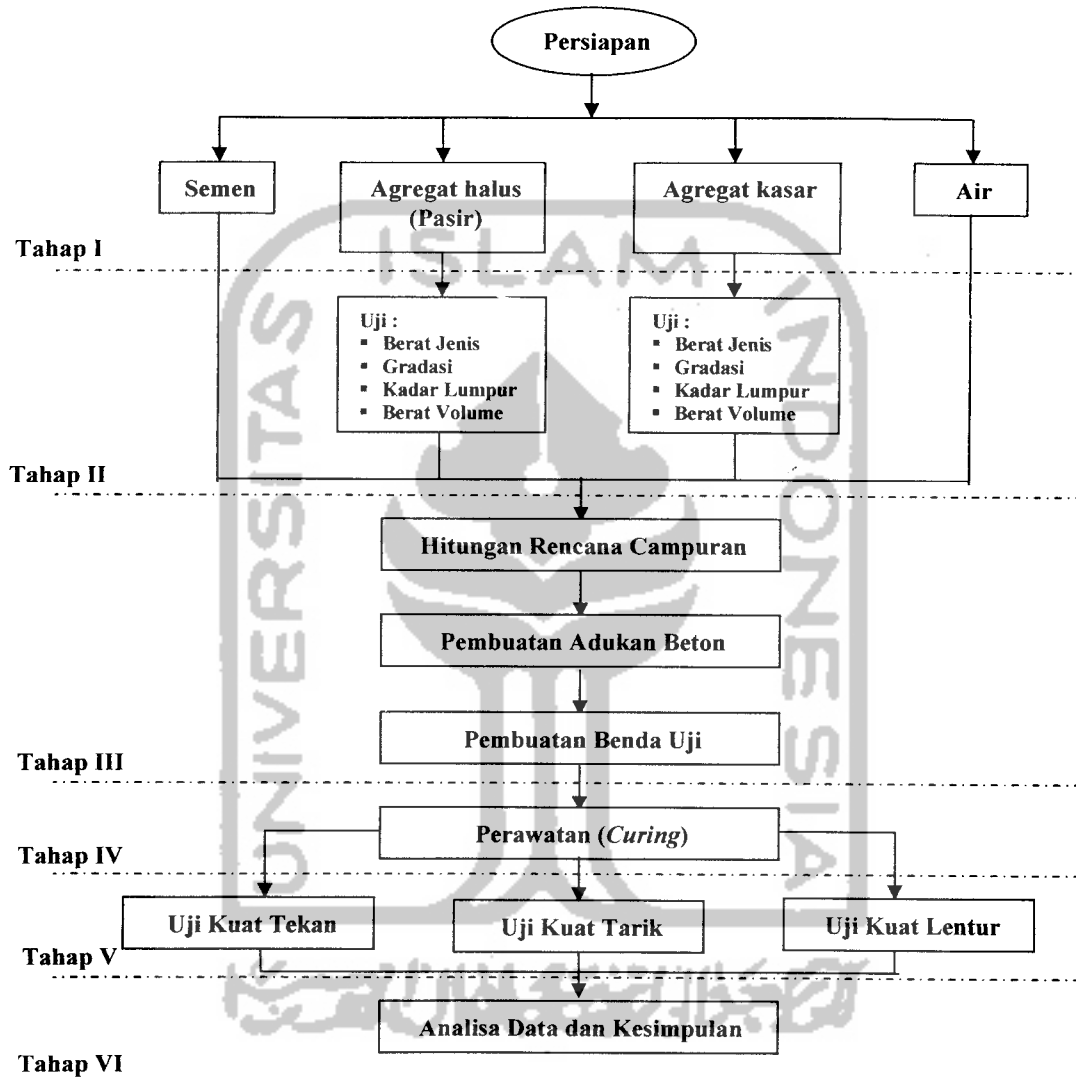 Persiapan
Semen
Agregat halus
(Pasir)
Agregat kasar
Air
Tahap I
Uji :
▪ Berat Jenis
▪ Gradasi
▪ Kadar Lumpur
▪ Berat Volume
Uji :
▪ Berat Jenis
▪ Gradasi
▪ Kadar Lumpur
▪ Berat Volume
Tahap II
Hitungan Rencana Campuran
Pembuatan Adukan Beton
Pembuatan Benda Uji
Tahap III
Perawatan (Curing)
Tahap IV
Uji Kuat Tekan
Uji Kuat Tarik
Uji Kuat Lentur
Tahap V
Analisa Data dan Kesimpulan
Tahap VI
UNIVERSITAS
ISLAM
INDONESIA